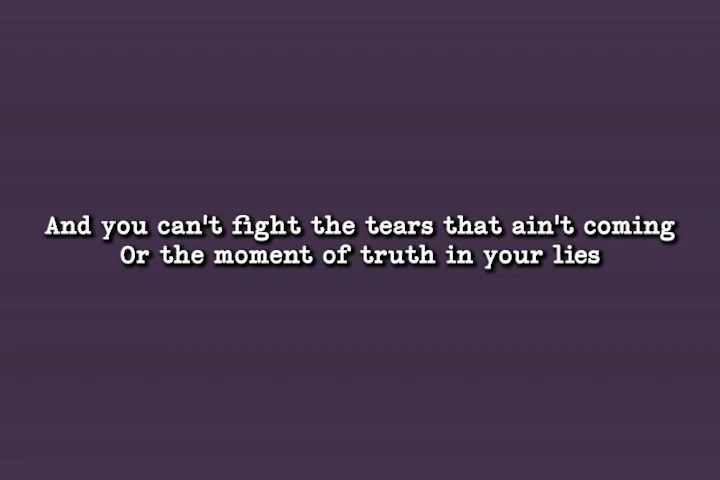 And you can't fight the tears that ain't coming
Or the moment of truth in your lies